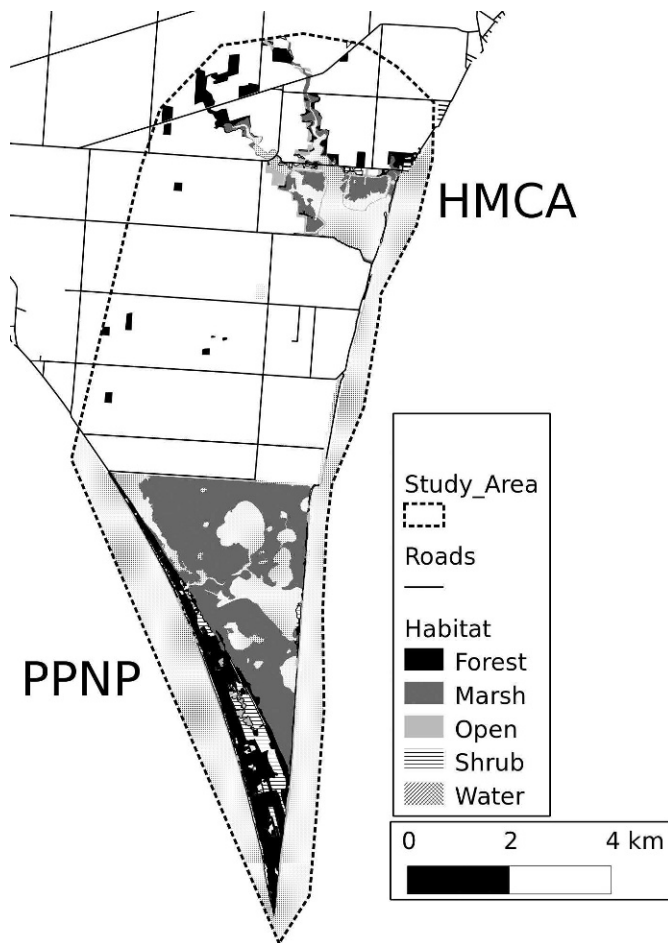 HMCA
PPNP
Study_Area
Roads
Habitat
Forest
Marsh
Open
Shrub
Water
0 2 4 km